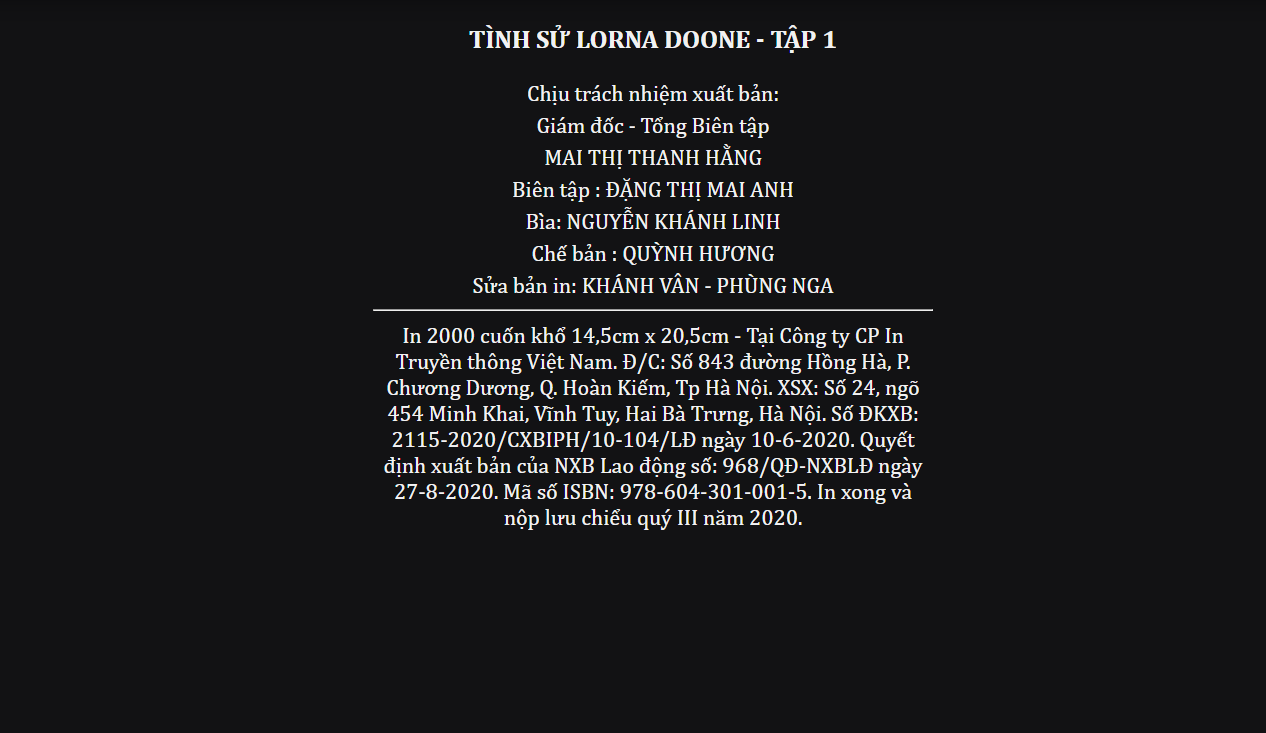 TÌNH SỬ LORNA DOONE - TẬP 1
Chịu trách nhiệm xuất bản:
Giám đốc - Tổng Biên tập
MAI THỊ THANH HẰNG
Biên tập : ĐẶNG THỊ MAI ANH
Bìa: NGUYỄN KHÁNH LINH
Chế bản : QUỲNH HƯƠNG
Sửa bản in: KHÁNH VÂN - PHÙNG NGA
In 2000 cuốn khổ 14,5cm x 20,5cm - Tại Công ty CP In
Truyền thông Việt Nam. Đ/C: Số 843 đường Hồng Hà, P.
Chương Dương, Q. Hoàn Kiếm, Tp Hà Nội. XSX: Số 24, ngõ
454 Minh Khai, Vĩnh Tuy, Hai Bà Trưng, Hà Nội. Số ĐKXB:
2115-2020/CXBIPH/10-104/LĐ ngày 10-6-2020. Quyết
định xuất bản của NXB Lao động số: 968/QĐ-NXBLĐ ngày
27-8-2020. Mã số ISBN: 978-604-301-001-5. In xong và
nộp lưu chiểu quý III năm 2020.